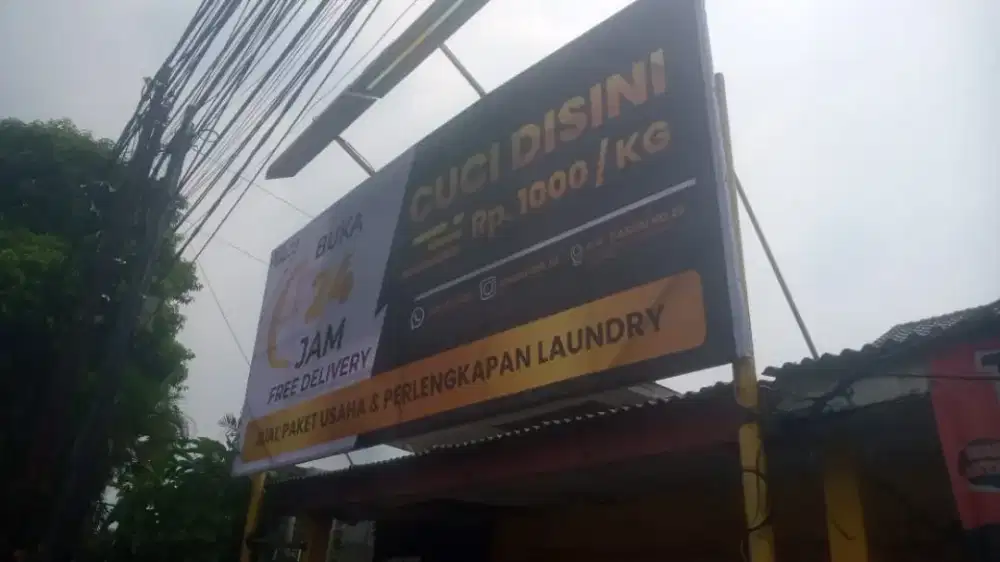 BUKA
24
JAM
FREE DELIVERY
CUCI DISINI
Rp. 1000 / KG
JUAL PAKET USAHA & PERLENGKAPAN LAUNDRY